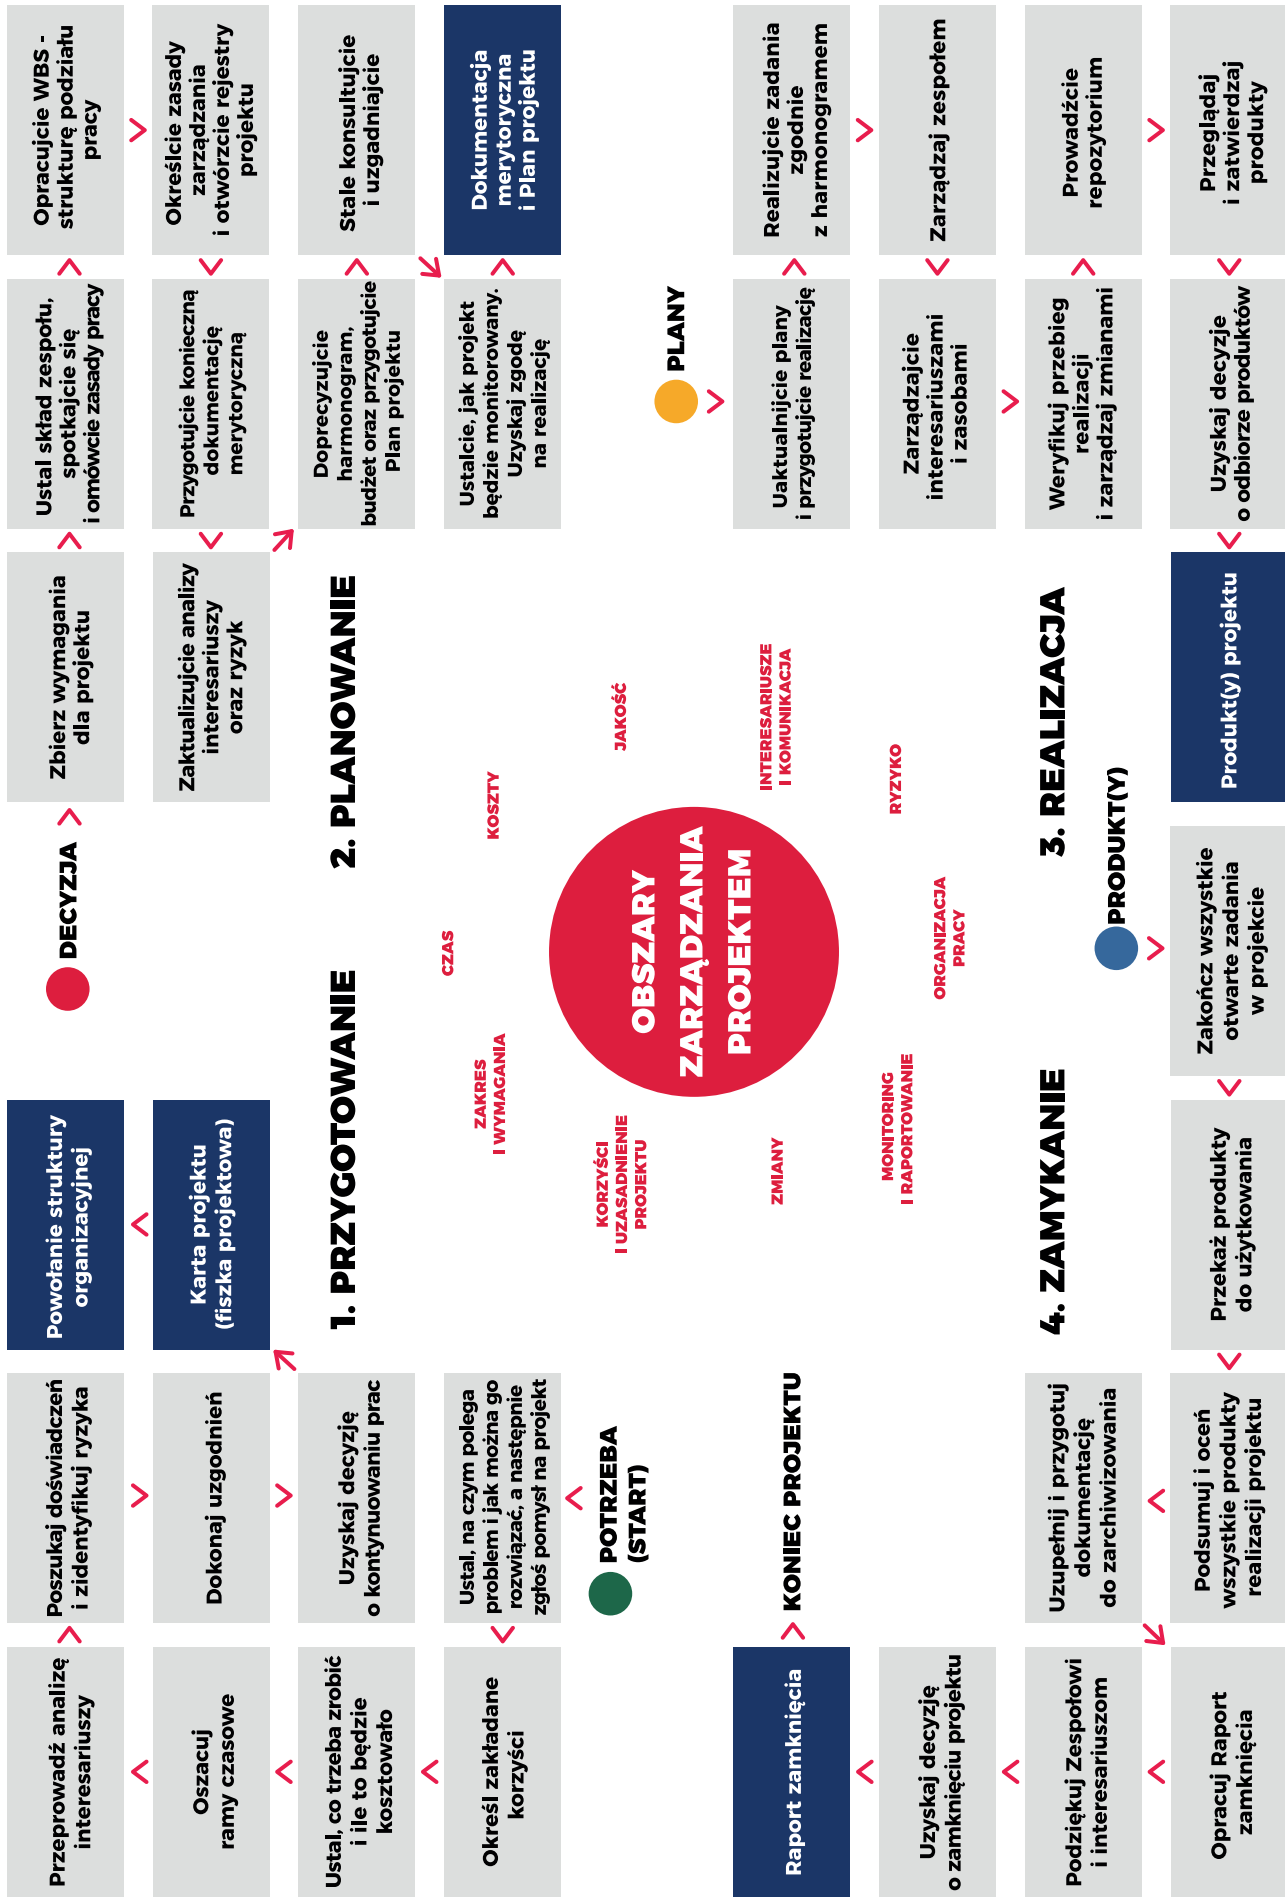 POTRZEBA
(START)
1. PRZYGOTOWANIE
Ustal, na czym polega
problem i jak można go
rozwiązać, a następnie
zgłoś pomysł na projekt
Określ zakładane
korzyści
Ustal, co trzeba zrobić
i ile to będzie
kosztowało
Oszacuj
ramy czasowe
Przeprowadź analizę
interesariuszy
Poszukaj doświadczeń
i zidentyfikuj ryzyka
Dokonaj uzgodnień
Uzyskaj decyzję
o kontynuowaniu prac
Karta projektu
(fiszka projektowa)
Powołanie struktury
organizacyjnej
DECYZJA
2. PLANOWANIE
Zbierz wymagania
dla projektu
Ustal skład zespołu,
spotkajcie się
i omówcie zasady pracy
Opracujcie WBS -
strukturę podziału
pracy
Określcie zasady
zarządzania
i otwórzcie rejestry
projektu
Przygotujcie konieczną
dokumentację
merytoryczną
Zaktualizujcie analizy
interesariuszy
oraz ryzyk
Doprecyzujcie
harmonogram,
budżet oraz przygotujcie
Plan projektu
Stale konsultujcie
i uzgadniajcie
Ustalcie, jak projekt
będzie monitorowany.
Uzyskaj zgodę
na realizację
Dokumentacja
merytoryczna
i Plan projektu
PLANY
3. REALIZACJA
Uaktualnijcie plany
i przygotujcie realizację
Realizujcie zadania
zgodnie
z harmonogramem
Zarządzaj zespołem
Zarządzajcie
interesariuszami
i zasobami
Weryfikuj przebieg
realizacji
i zarządzaj zmianami
Prowadźcie
repozytorium
Przeglądaj
i zatwierdzaj
produkty
Uzyskaj decyzje
o odbiorze produktów
Produkt(y) projektu
PRODUKT(Y)
4. ZAMYKANIE
Zakończ wszystkie
otwarte zadania
w projekcie
Przekaż produkty
do użytkowania
Podsumuj i oceń
wszystkie produkty
realizacji projektu
Uzupełnij i przygotuj
dokumentację
do zarchiwizowania
Opracuj Raport
zamknięcia
Podziękuj Zespołowi
i interesariuszom
Uzyskaj decyzję
o zamknięciu projektu
Raport zamknięcia
KONIEC PROJEKTU
OBSZARY
ZARZĄDZANIA
PROJEKTEM
KORZYŚCI
I UZASADNIENIE
PROJEKTU
ZAKRES
I WYMAGANIA
CZAS
KOSZTY
JAKOŚĆ
INTERESARIUSZE
I KOMUNIKACJA
RYZYKO
ORGANIZACJA
PRACY
MONITORING
I RAPORTOWANIE
ZMIANY